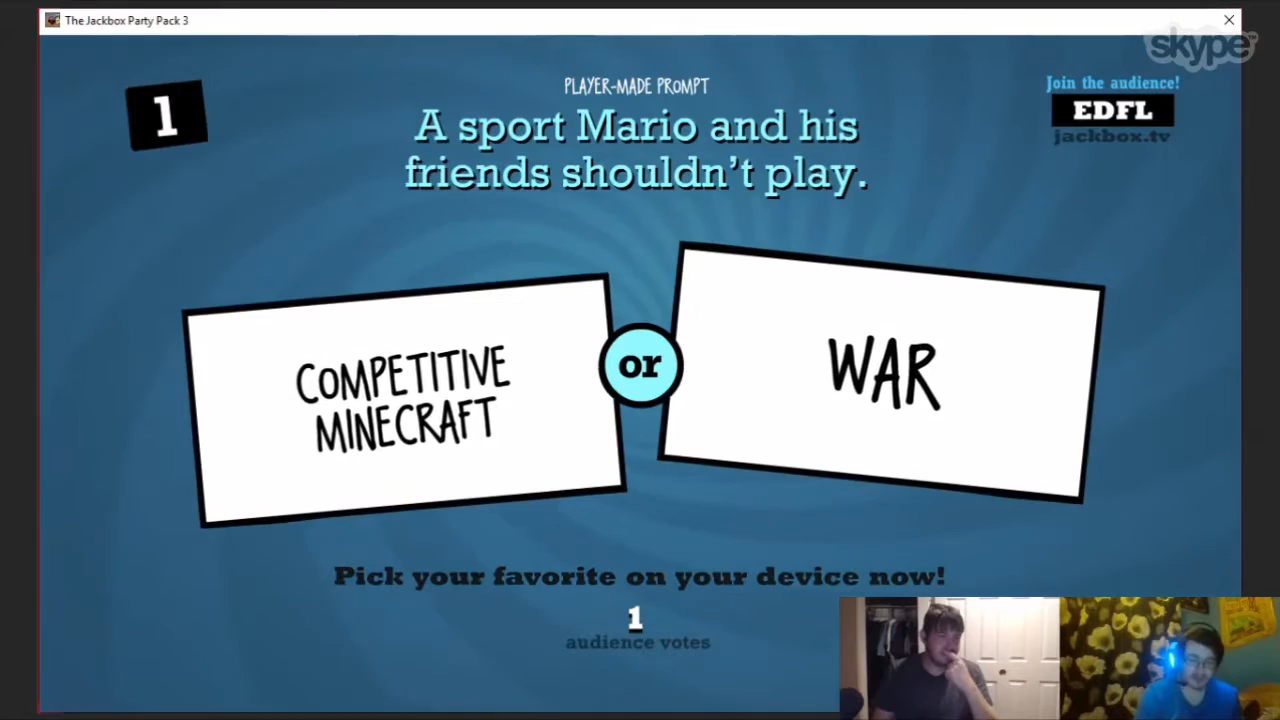 The Jackbox Party Pack 3
skype™
PLAYER-MADE PROMPT
Join the audience!
1
EDFL
A sport Mario and his
jackbox.tv
friends shouldn't play.
COMPETITIVE
MINECRAFT
or
WAR
Pick your favorite on your device now!
1
audience votes